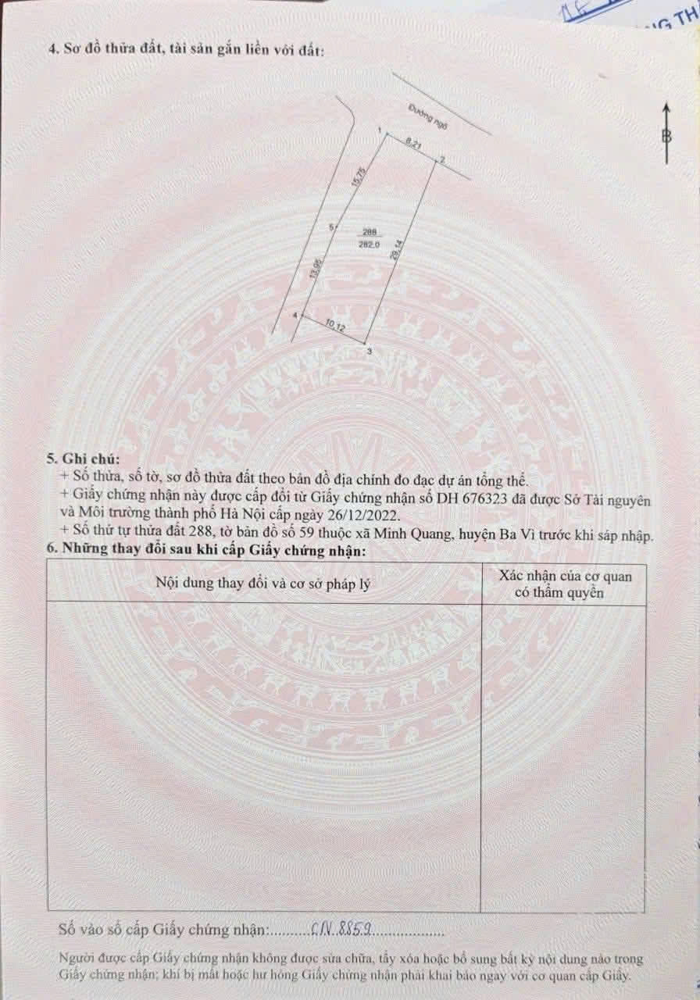 NG TH
4. Sơ đồ thửa đất, tài sản gắn liền với đất:
Đường ngõ
B
1
8,21
2
15,75
5
288
282.0
29,14
13,95
4
10,12
3
5. Ghi chú:
+ Số thửa, số tờ, sơ đồ thửa đất theo bản đồ địa chính đo đạc dự án tổng thể.
+ Giấy chứng nhận này được cấp đổi từ Giấy chứng nhận số DH 676323 đã được Sở Tài nguyên
và Môi trường thành phố Hà Nội cấp ngày 26/12/2022.
+ Số thứ tự thửa đất 288, tờ bản đồ số 59 thuộc xã Minh Quang, huyện Ba Vì trước khi sáp nhập.
6. Những thay đổi sau khi cấp Giấy chứng nhận:
Nội dung thay đổi và cơ sở pháp lý
Xác nhận của cơ quan
có thẩm quyền
Số vào sổ cấp Giấy chứng nhận:..........CN.8859...................
Người được cấp Giấy chứng nhận không được sửa chữa, tẩy xóa hoặc bổ sung bất kỳ nội dung nào trong
Giấy chứng nhận; khi bị mất hoặc hư hỏng Giấy chứng nhận phải khai báo ngay với cơ quan cấp Giấy.